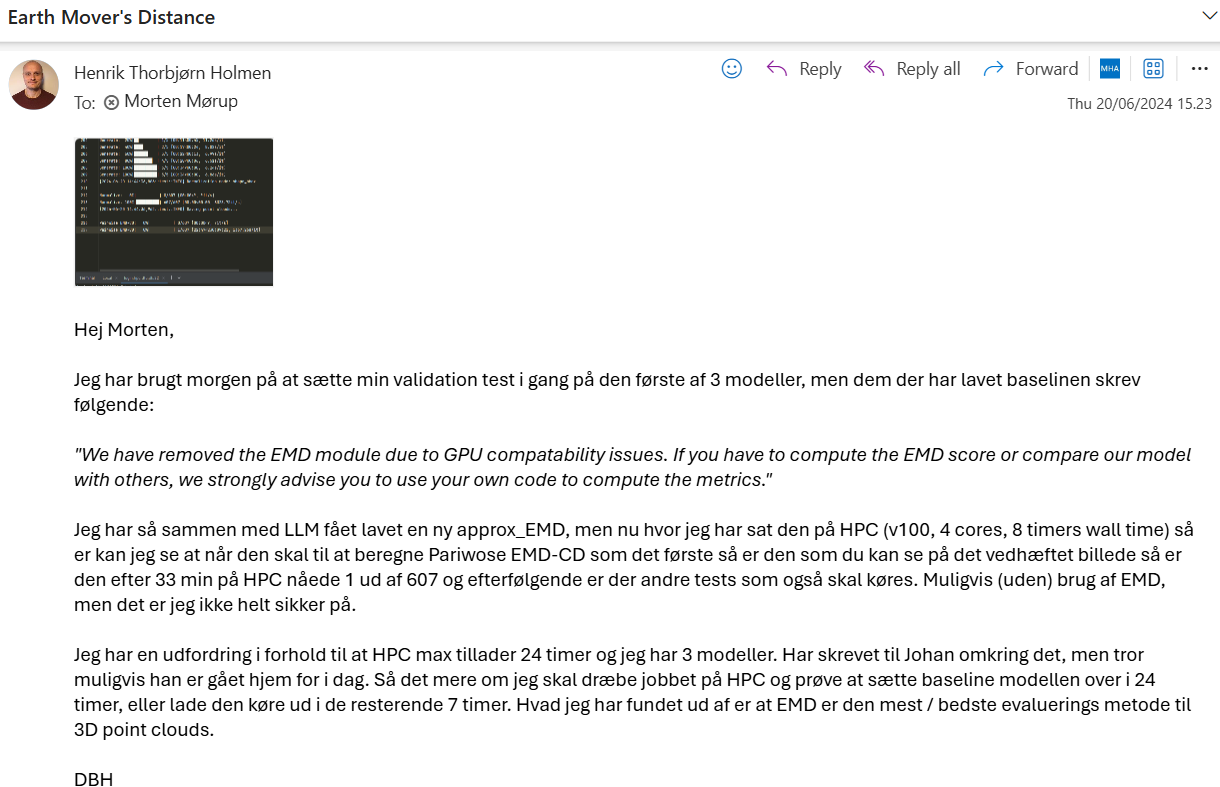 Earth Mover's Distance
Henrik Thorbjørn Holmen
Reply Reply all Forward MHA
To: Morten Mørup
Thu 20/06/2024 15.23
Hej Morten,
Jeg har brugt morgen på at sætte min validation test i gang på den første af 3 modeller, men dem der har lavet baselinen skrev
følgende:
"We have removed the EMD module due to GPU compatability issues. If you have to compute the EMD score or compare our model
with others, we strongly advise you to use your own code to compute the metrics."
Jeg har så sammen med LLM fået lavet en ny approx_EMD, men nu hvor jeg har sat den på HPC (v100, 4 cores, 8 timers wall time) så
er kan jeg se at når den skal til at beregne Pariwose EMD-CD som det første så er den som du kan se på det vedhæftet billede så er
den efter 33 min på HPC nåede 1 ud af 607 og efterfølgende er der andre tests som også skal køres. Muligvis (uden) brug af EMD,
men det er jeg ikke helt sikker på.
Jeg har en udfordring i forhold til at HPC max tillader 24 timer og jeg har 3 modeller. Har skrevet til Johan omkring det, men tror
muligvis han er gået hjem for i dag. Så det mere om jeg skal dræbe jobbet på HPC og prøve at sætte baseline modellen over i 24
timer, eller lade den køre ud i de resterende 7 timer. Hvad jeg har fundet ud af er at EMD er den mest / bedste evaluerings metode til
3D point clouds.
DBH